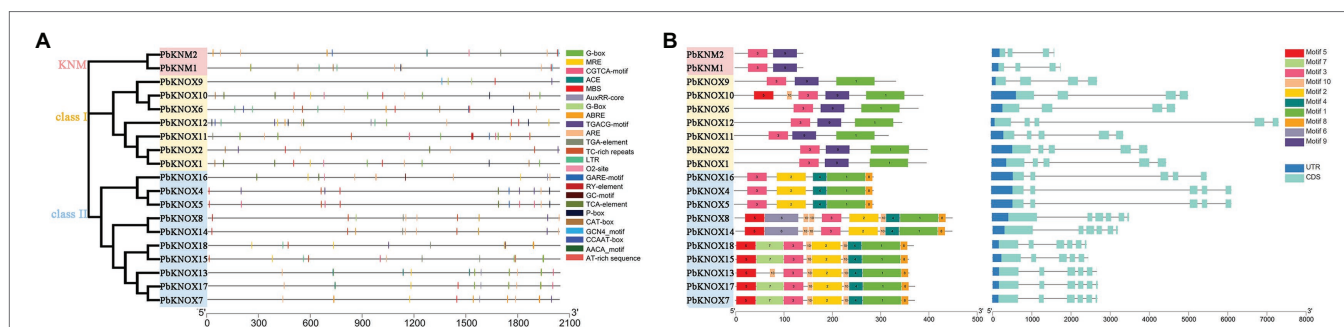 A
B
KNM
class I
class II
PbKNM2
PbKNM1
PbKNOX9
PbKNOX10
PbKNOX6
PbKNOX12
PbKNOX11
PbKNOX2
PbKNOX1
PbKNOX16
PbKNOX4
PbKNOX5
PbKNOX8
PbKNOX14
PbKNOX18
PbKNOX15
PbKNOX13
PbKNOX17
PbKNOX7
5' 3'
0 300 600 900 1200 1500 1800 2100
G-box
MRE
CGTCA-motif
ACE
MBS
AuxRR-core
G-Box
ABRE
TGACG-motif
ARE
TGA-element
TC-rich repeats
LTR
O2-site
GARE-motif
RY-element
GC-motif
TCA-element
P-box
CAT-box
GCN4_motif
CCAAT-box
AACA_motif
AT-rich sequence
PbKNM2
PbKNM1
PbKNOX9
PbKNOX10
PbKNOX6
PbKNOX12
PbKNOX11
PbKNOX2
PbKNOX1
PbKNOX16
PbKNOX4
PbKNOX5
PbKNOX8
PbKNOX14
PbKNOX18
PbKNOX15
PbKNOX13
PbKNOX17
PbKNOX7
5' 3'
0 100 200 300 400 500
5' 3'
0 1000 2000 3000 4000 5000 6000 7000 8000
Motif 5
Motif 7
Motif 3
Motif 10
Motif 2
Motif 4
Motif 1
Motif 8
Motif 6
Motif 9
UTR
CDS